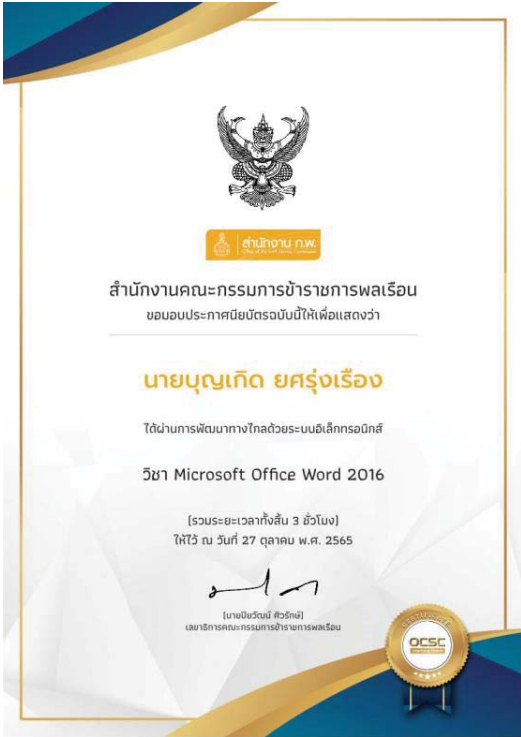 สำนักงาน ก.พ.
สำนักงานคณะกรรมการข้าราชการพลเรือน
ขอมอบประกาศนียบัตรฉบับนี้ให้เพื่อแสดงว่า
นายบุญเกิด ยศรุ่งเรือง
ได้ผ่านการพัฒนาทางไกลด้วยระบบอิเล็กทรอนิกส์
วิชา Microsoft Office Word 2016
(รวมระยะเวลาทั้งสิ้น 3 ชั่วโมง)
ให้ไว้ ณ วันที่ 27 ตุลาคม พ.ศ. 2565
(นายปิยวัฒน์ ศิวรักษ์)
เลขาธิการคณะกรรมการข้าราชการพลเรือน
CERTIFICATE
OCSC